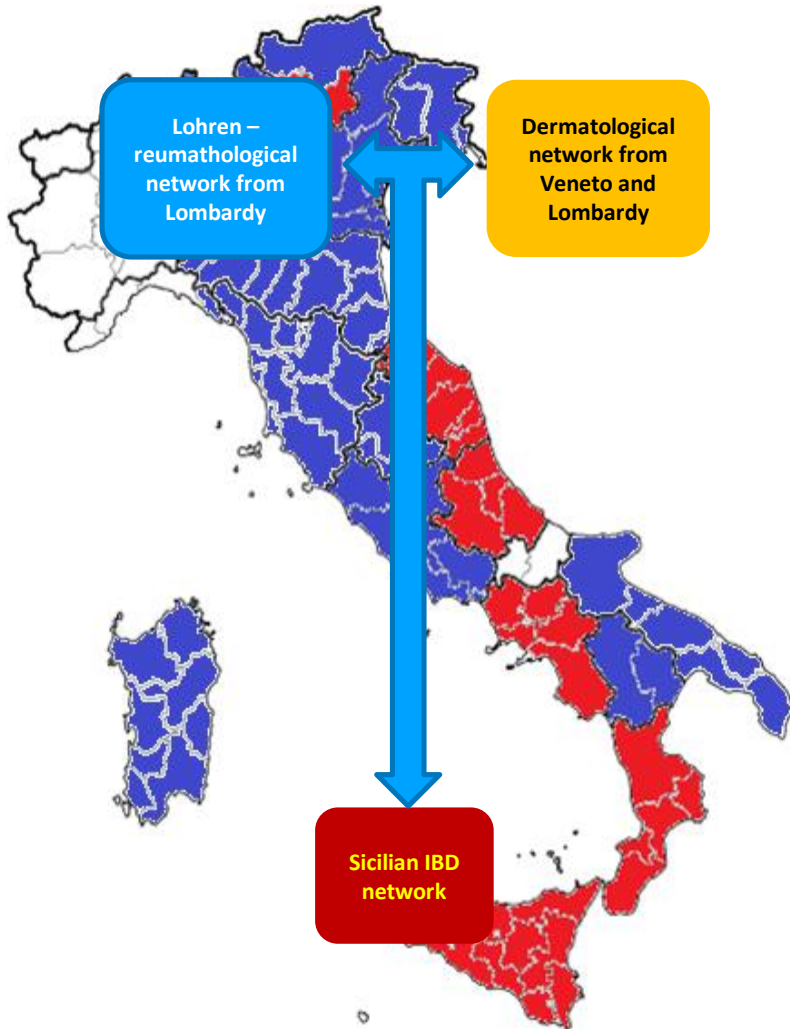 Lohren –
reumathological
network from
Lombardy
Dermatological
network from
Veneto and
Lombardy
Sicilian IBD
network